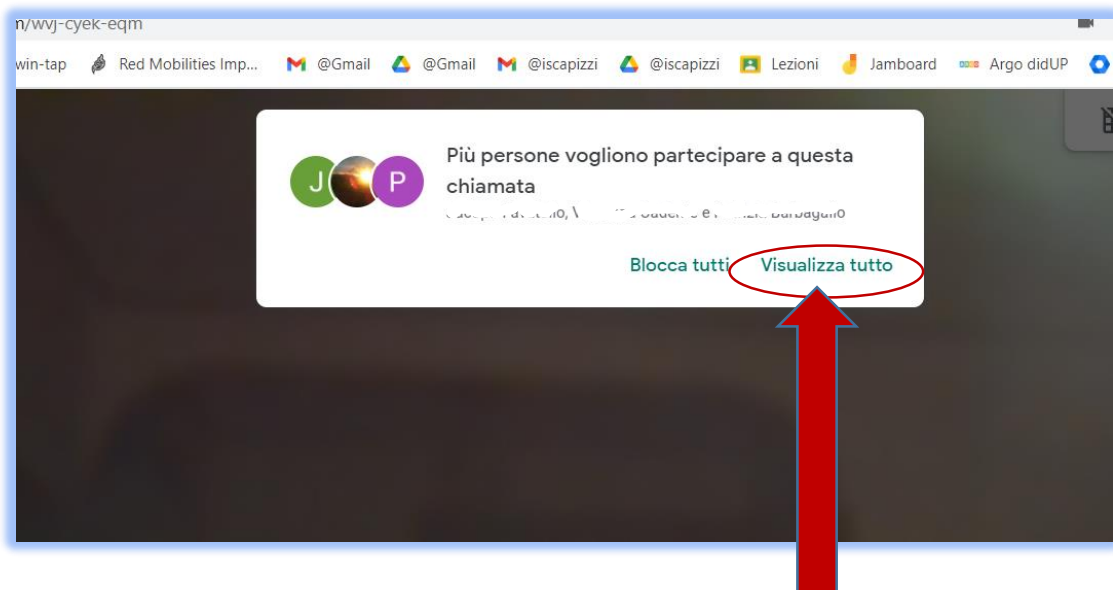 /wvj-cyek-eqm
win-tap Red Mobilities Imp... @Gmail @Gmail @iscapizzi @iscapizzi Lezioni Jamboard Argo didUP
J P
Più persone vogliono partecipare a questa
chiamata
e Barbagallo
Blocca tutti Visualizza tutto